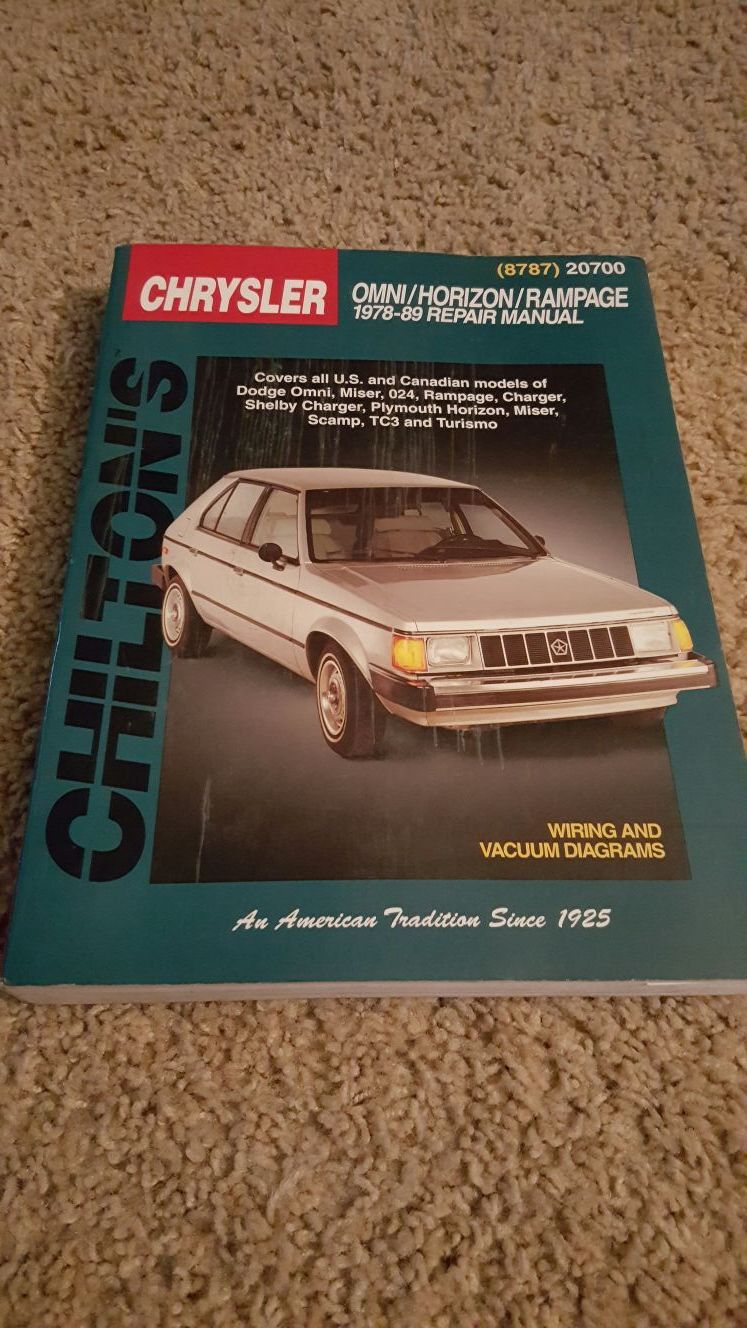 (8787) 20700
CHRYSLER
OMNI/HORIZON/RAMPAGE
1978-89 REPAIR MANUAL
CHILTON'S
Covers all U.S. and Canadian models of
Dodge Omni, Miser, 024, Rampage, Charger,
Shelby Charger, Plymouth Horizon, Miser,
Scamp, TC3 and Turismo
WIRING AND
VACUUM DIAGRAMS
An American Tradition Since 1925